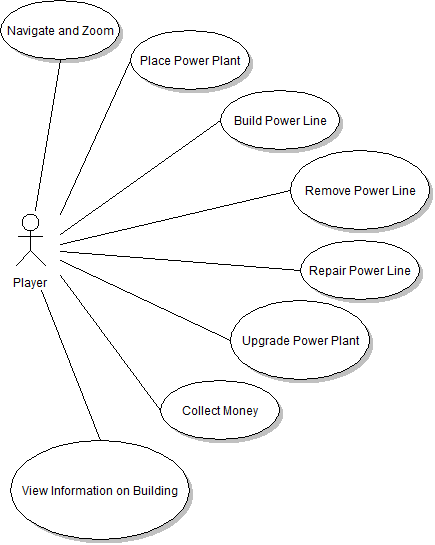 Navigate and Zoom
Place Power Plant
Build Power Line
Remove Power Line
Repair Power Line
Player
Upgrade Power Plant
Collect Money
View Information on Building